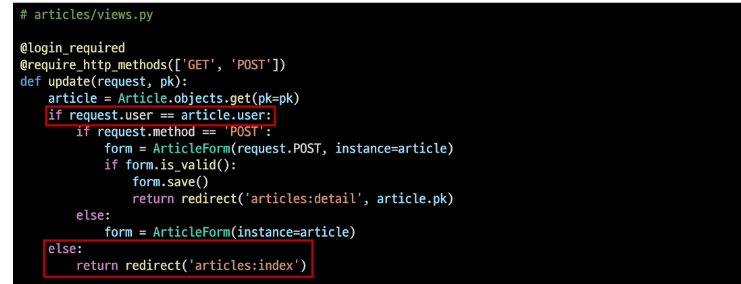 # articles/views.py

@login_required
@require_http_methods(['GET', 'POST'])
def update(request, pk):
    article = Article.objects.get(pk=pk)
    if request.user == article.user:
        if request.method == 'POST':
            form = ArticleForm(request.POST, instance=article)
            if form.is_valid():
                form.save()
                return redirect('articles:detail', article.pk)
        else:
            form = ArticleForm(instance=article)
    else:
        return redirect('articles:index')